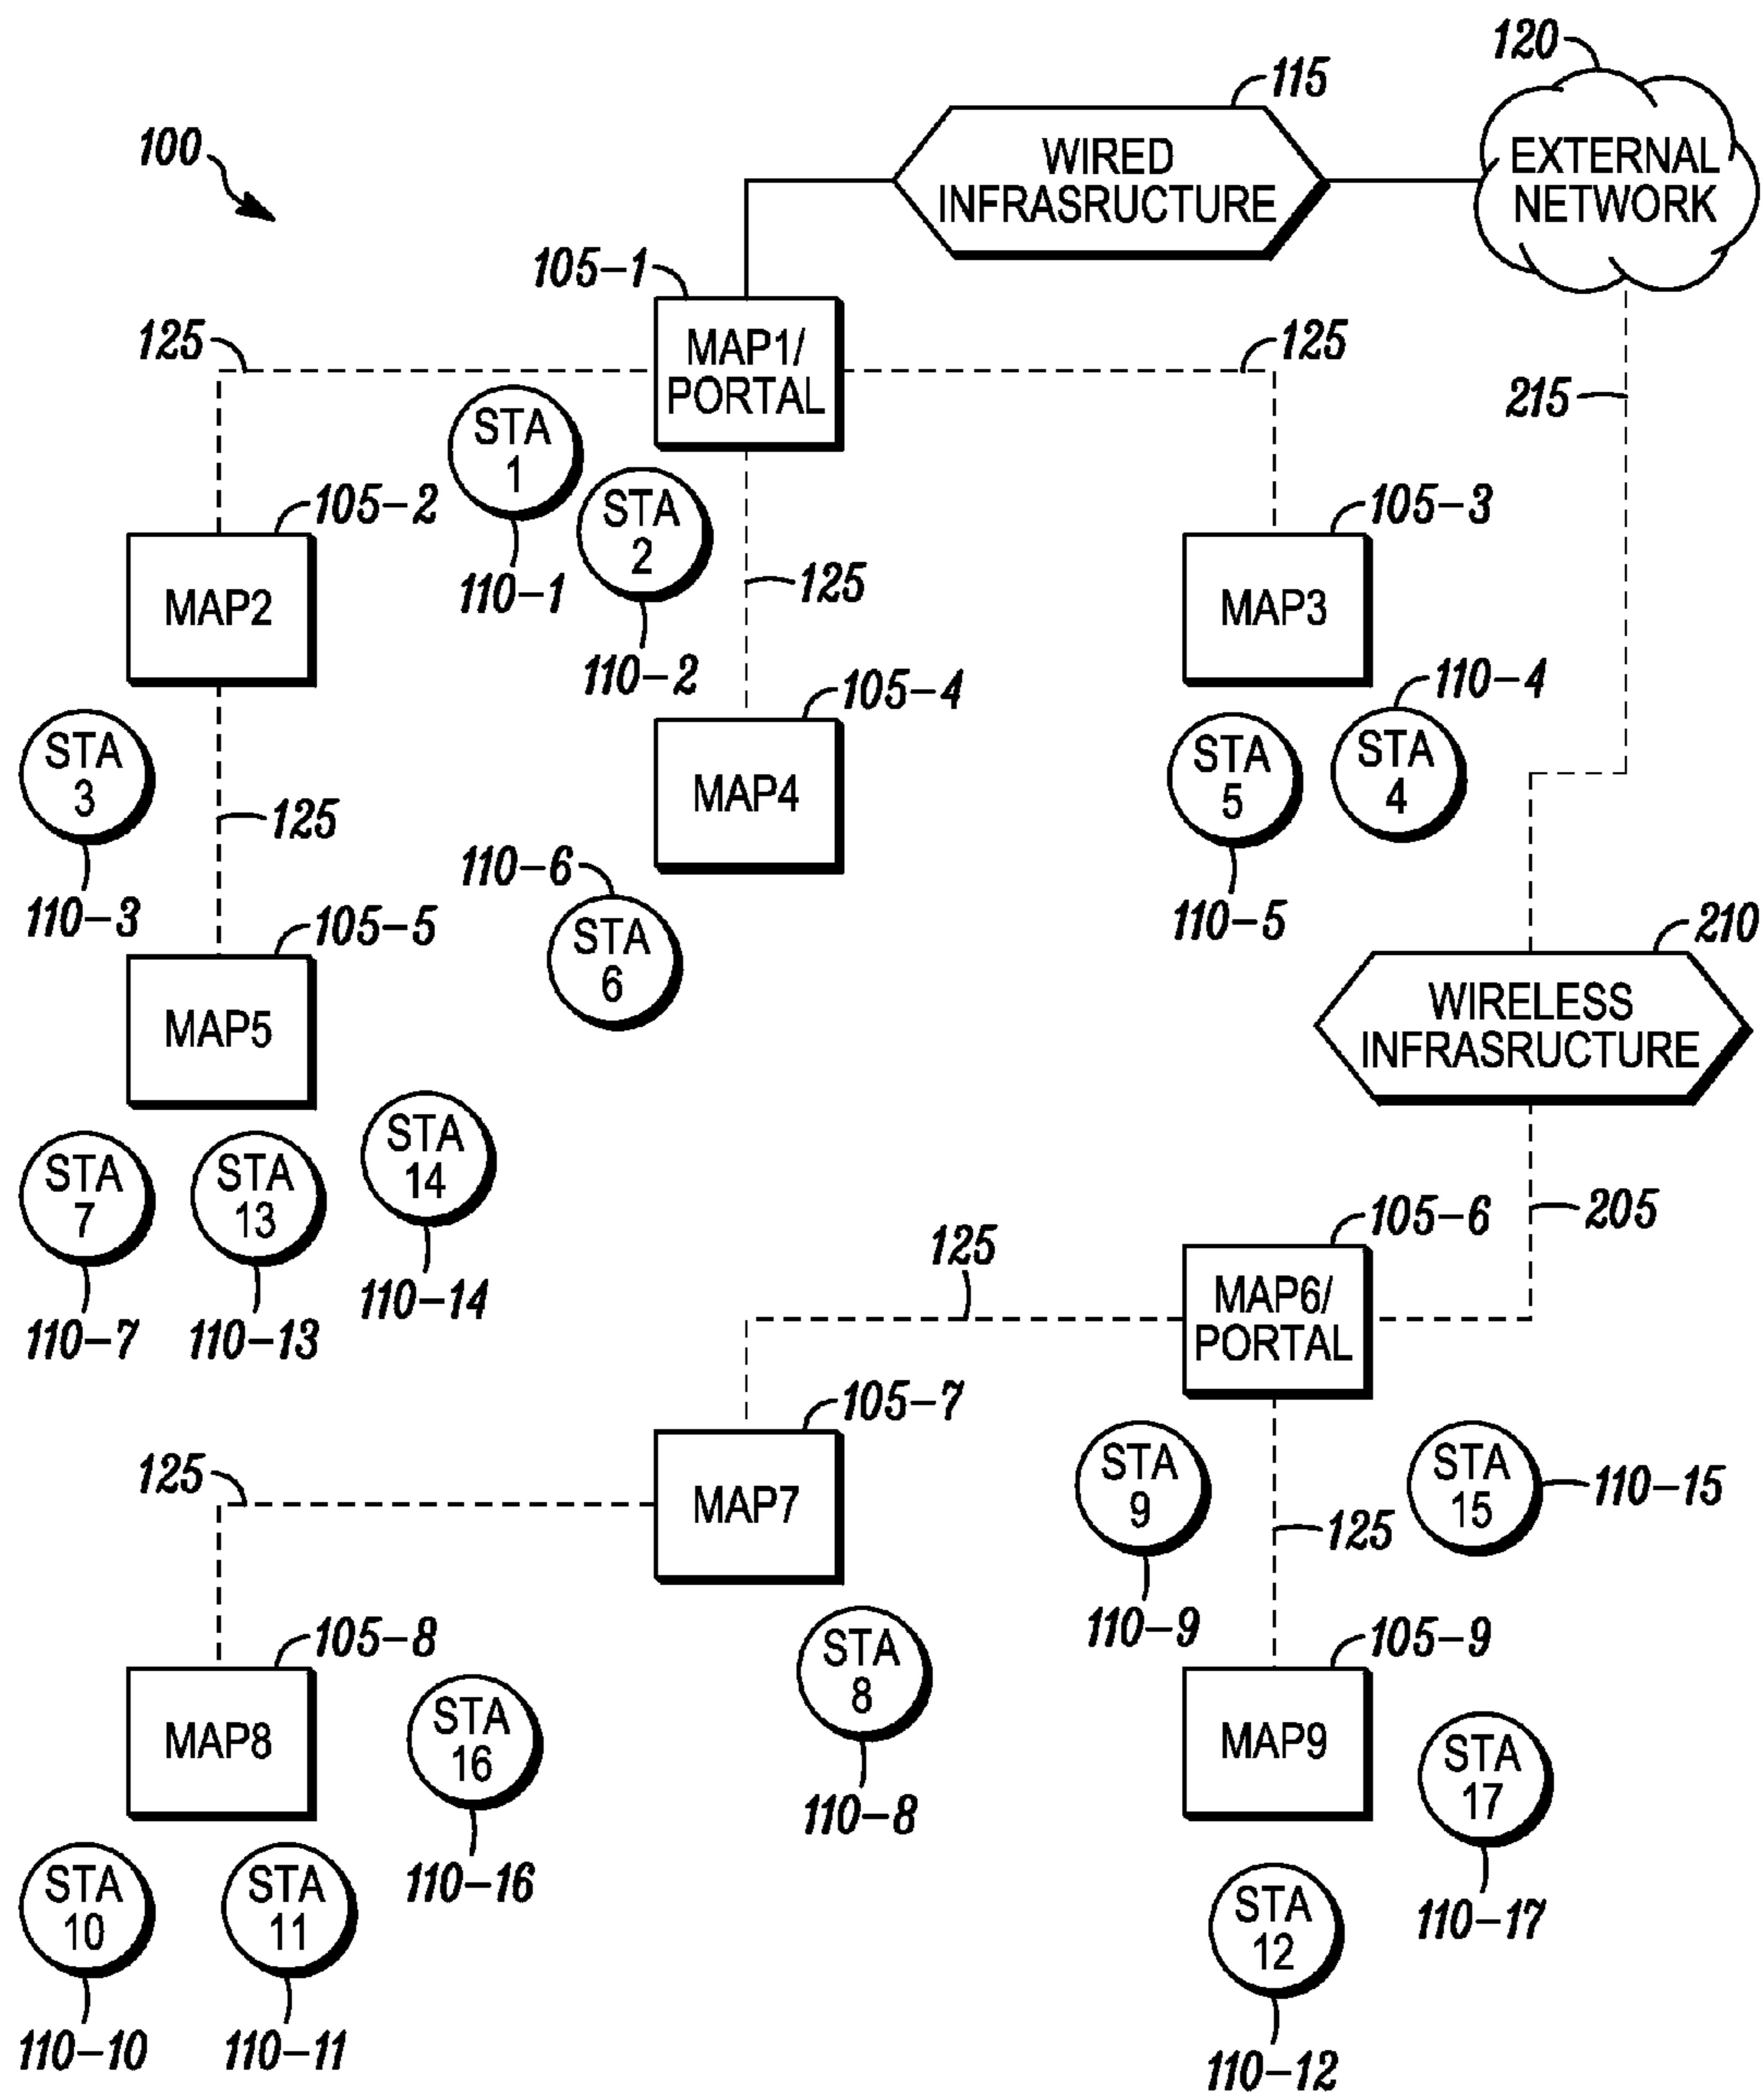 120
115
100
WIRED
INFRASRUCTURE
EXTERNAL
NETWORK
105-1
125
MAP1/
PORTAL
125
215
STA
1
105-2
STA
2
105-3
110-1
125
MAP2
MAP3
110-2
105-4
110-4
STA
3
125
MAP4
STA
5
STA
4
110-3
110-6
110-5
105-5
STA
6
210
MAP5
WIRELESS
INFRASRUCTURE
STA
7
STA
13
STA
14
205
105-6
125
110-7
110-13
110-14
MAP6/
PORTAL
105-7
125
MAP7
STA
9
STA
15
110-15
125
110-9
105-8
105-9
MAP8
STA
16
STA
8
MAP9
STA
17
110-8
110-16
STA
10
STA
11
STA
12
110-17
110-10
110-11
110-12